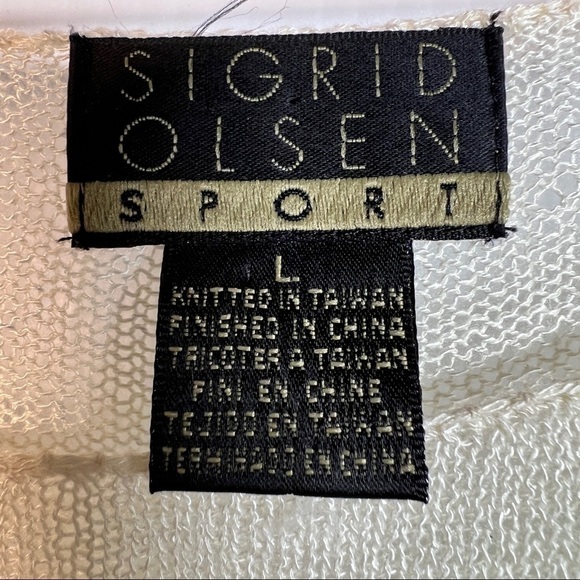 SIGRID
OLSEN
SPORT
L
KNITTED IN TAIWAN
FINISHED IN CHINA
TRICOTER A TAIWAN
FINI EN CHINE
TEJIDO EN TAIWAN
TERMINADO EN CHINA